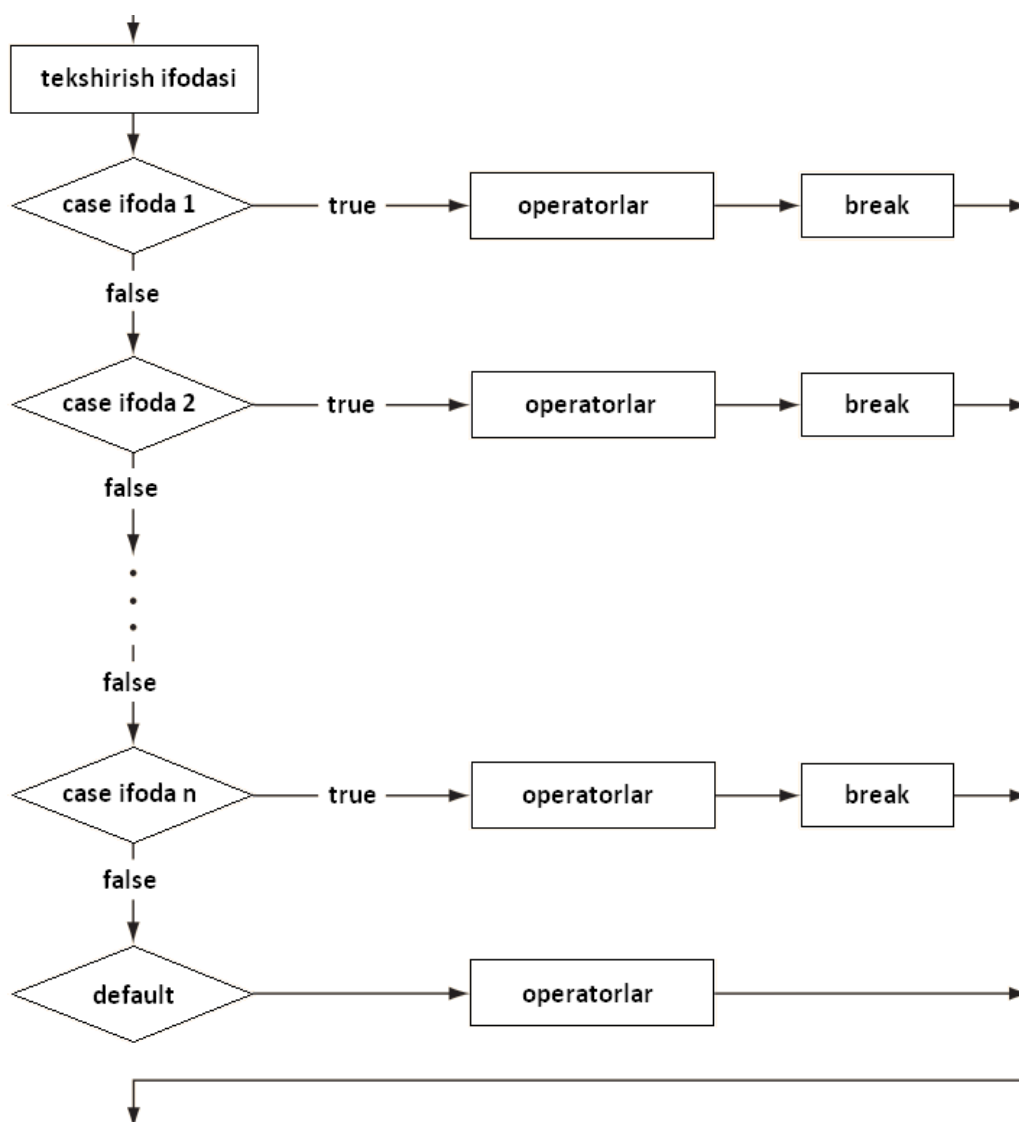 tekshirish ifodasi
case ifoda 1
true
operatorlar
break
false
case ifoda 2
true
operatorlar
break
false
false
case ifoda n
true
operatorlar
break
false
default
operatorlar